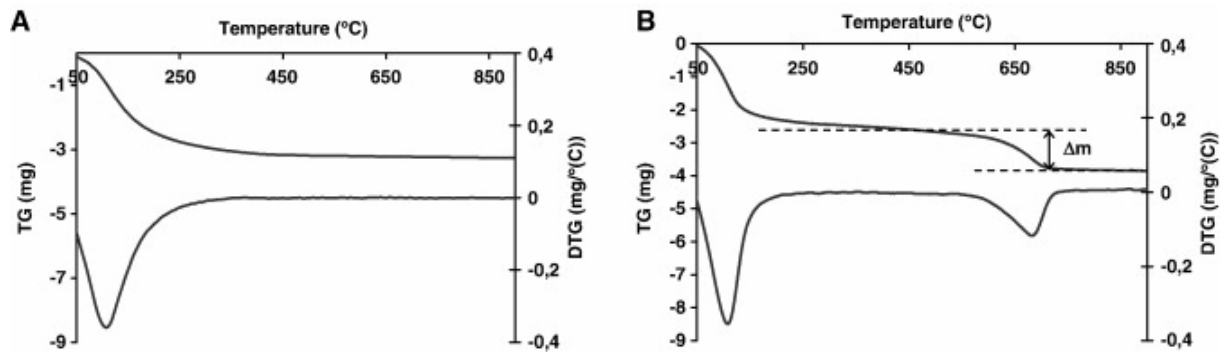 A
Temperature (ºC)
50 250 450 650 850
-1
-3
-5
-7
-9
TG (mg)
0,4
0,2
0
-0,2
-0,4
DTG (mg/º(C))
B
Temperature (ºC)
50 250 450 650 850
0
-1
-2
-3
-4
-5
-6
-7
-8
-9
TG (mg)
Δm
0,4
0,2
0
-0,2
-0,4
DTG (mg/º(C))